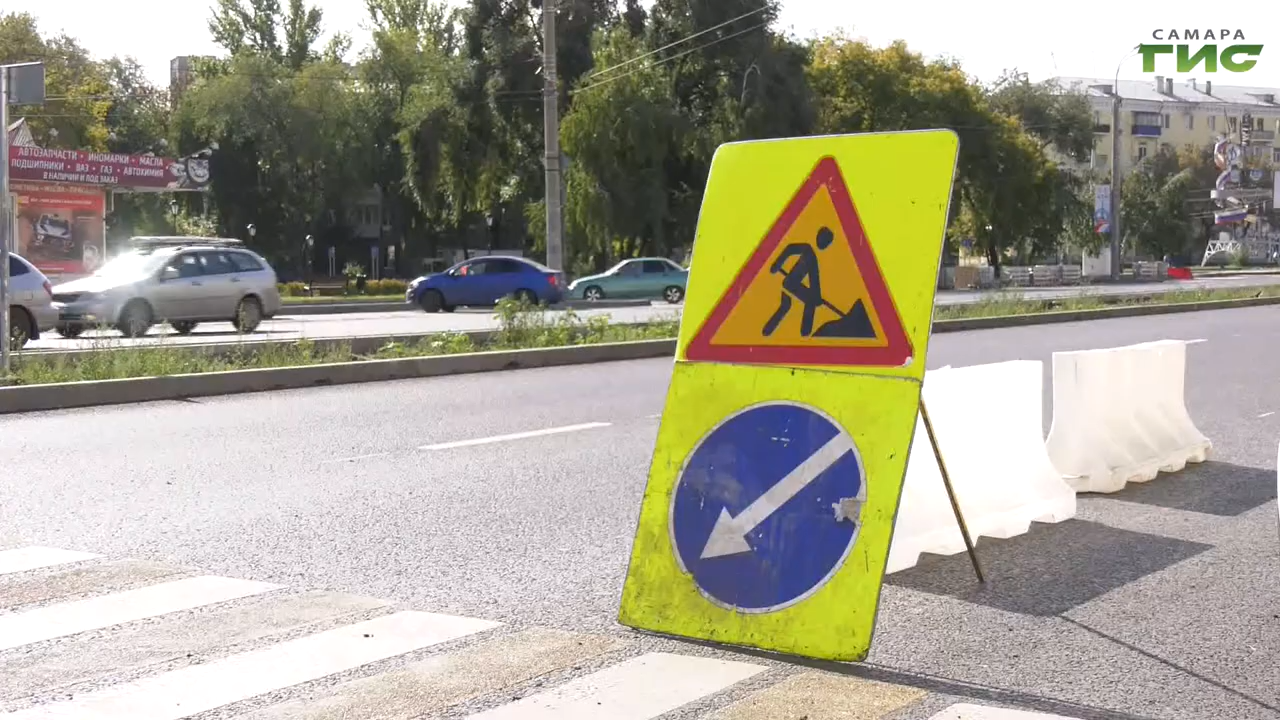 САМАРА
ГИС
АВТОЗАПЧАСТИ • ИНОМАРКИ • МАСЛА
ПОДШИПНИКИ • ВАЗ • ГАЗ • АВТОХИМИЯ
В НАЛИЧИИ И ПОД ЗАКАЗ